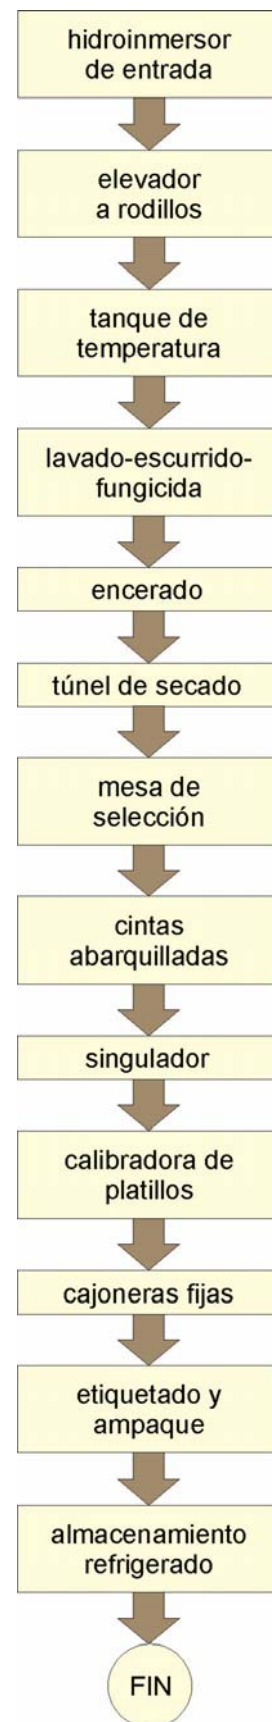 hidroinmersor
de entrada
elevador
a rodillos
tanque de
temperatura
lavado-escurrido-
fungicida
encerado
túnel de secado
mesa de
selección
cintas
abarquilladas
singulador
calibradora de
platillos
cajoneras fijas
etiquetado y
ampaque
almacenamiento
refrigerado
FIN